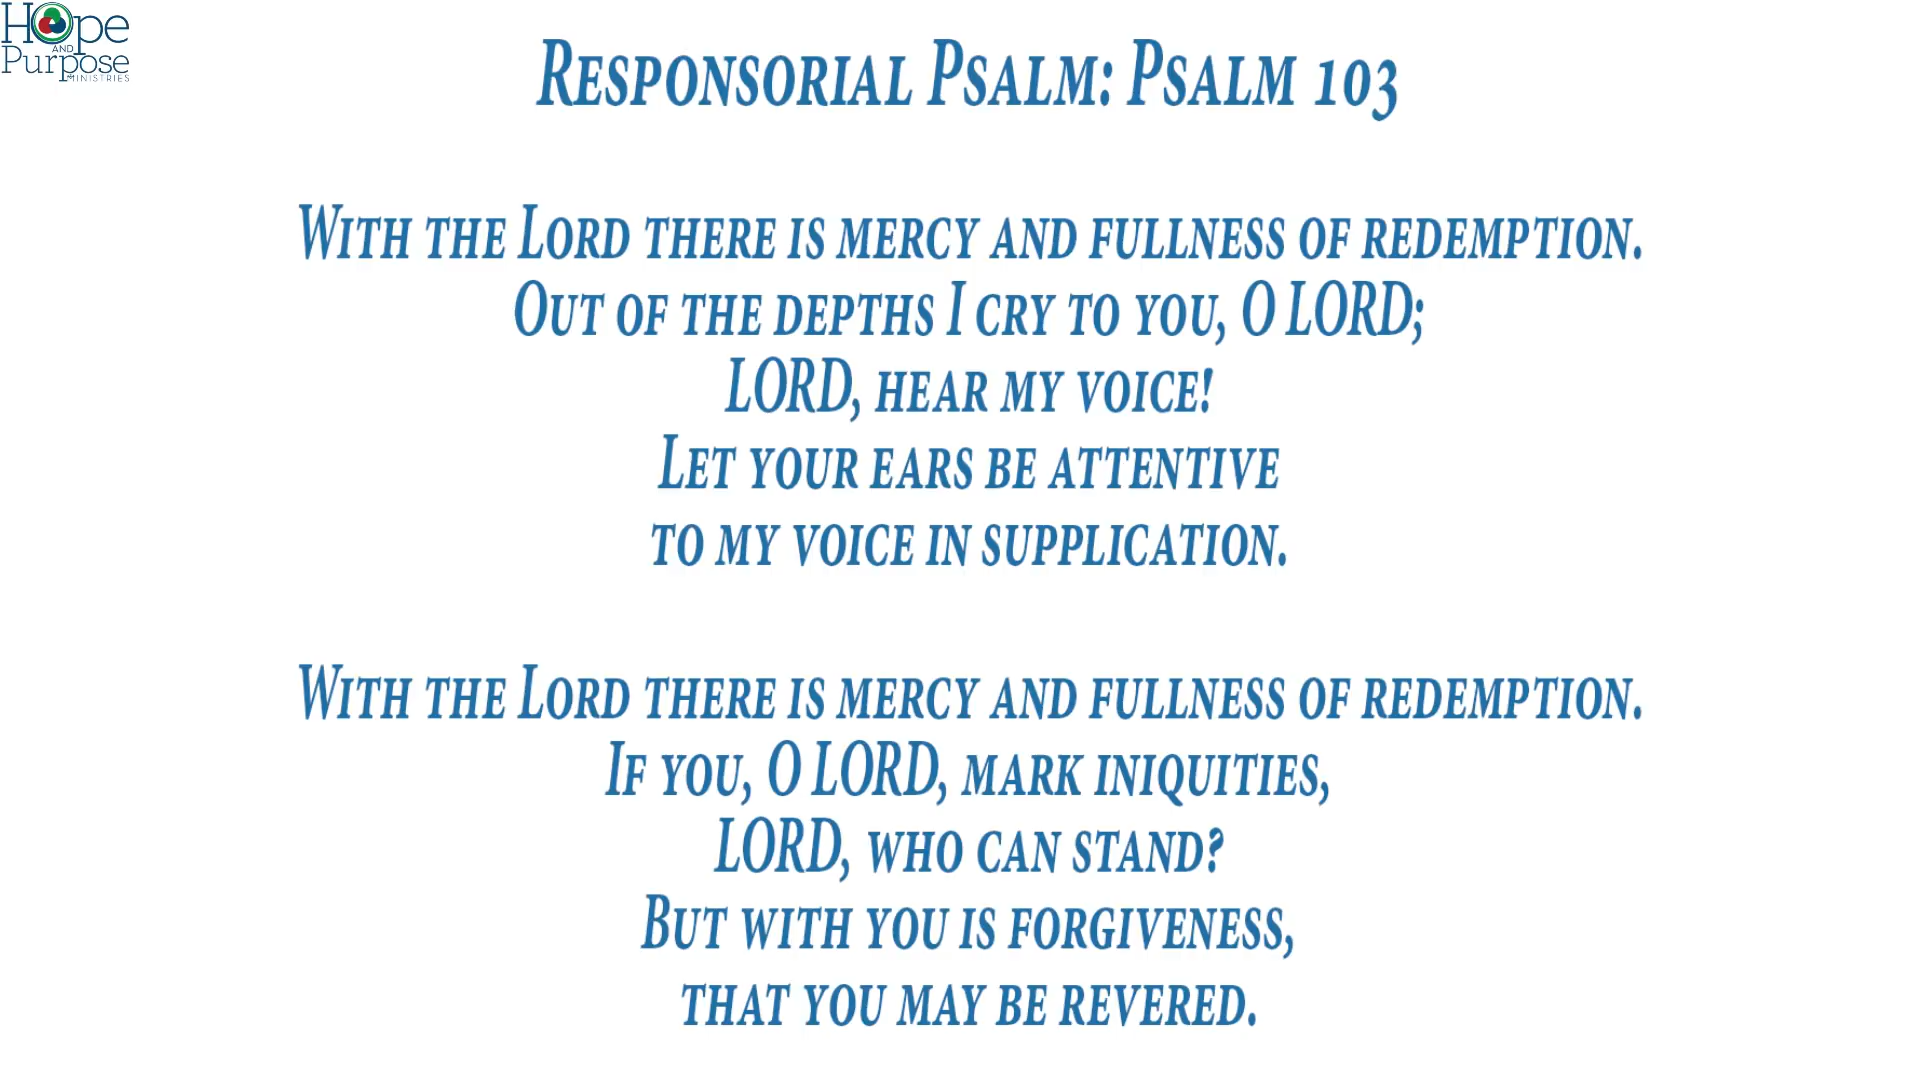 Hope
AND
Purpose
MINISTRIES
Responsorial Psalm: Psalm 103
With the Lord there is mercy and fullness of redemption.
Out of the depths I cry to you, O LORD;
LORD, hear my voice!
Let your ears be attentive
to my voice in supplication.
With the Lord there is mercy and fullness of redemption.
If you, O LORD, mark iniquities,
LORD, who can stand?
But with you is forgiveness,
that you may be revered.